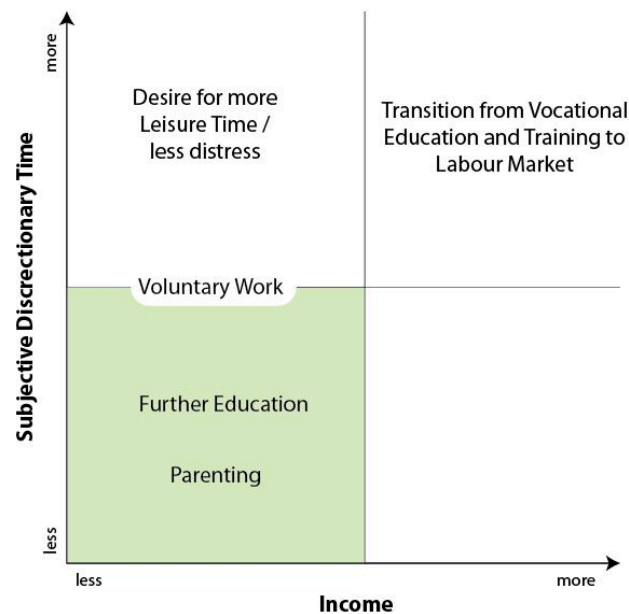 more
Subjective Discrectionary Time
less
Desire for more
Leisure Time /
less distress
Transition from Vocational
Education and Training to
Labour Market
Voluntary Work
Further Education
Parenting
less
more
Income